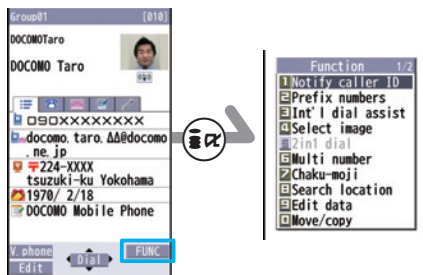 Group01 [010]
DOCOMOTaro
DOCOMO Taro
090XXXXXXXX
docomo. taro. ΔΔ@docomo
. ne. jp
〒224-XXXX
tsuzuki-ku Yokohama
1970/ 2/18
DOCOMO Mobile Phone
V. phone
Dial
FUNC
Edit
iα
Function 1/2
1 Notify caller ID
2 Prefix numbers
3 Int'l dial assist
4 Select image
5 2in1 dial
6 Multi number
7 Chaku-moji
8 Search location
9 Edit data
0 Move/copy